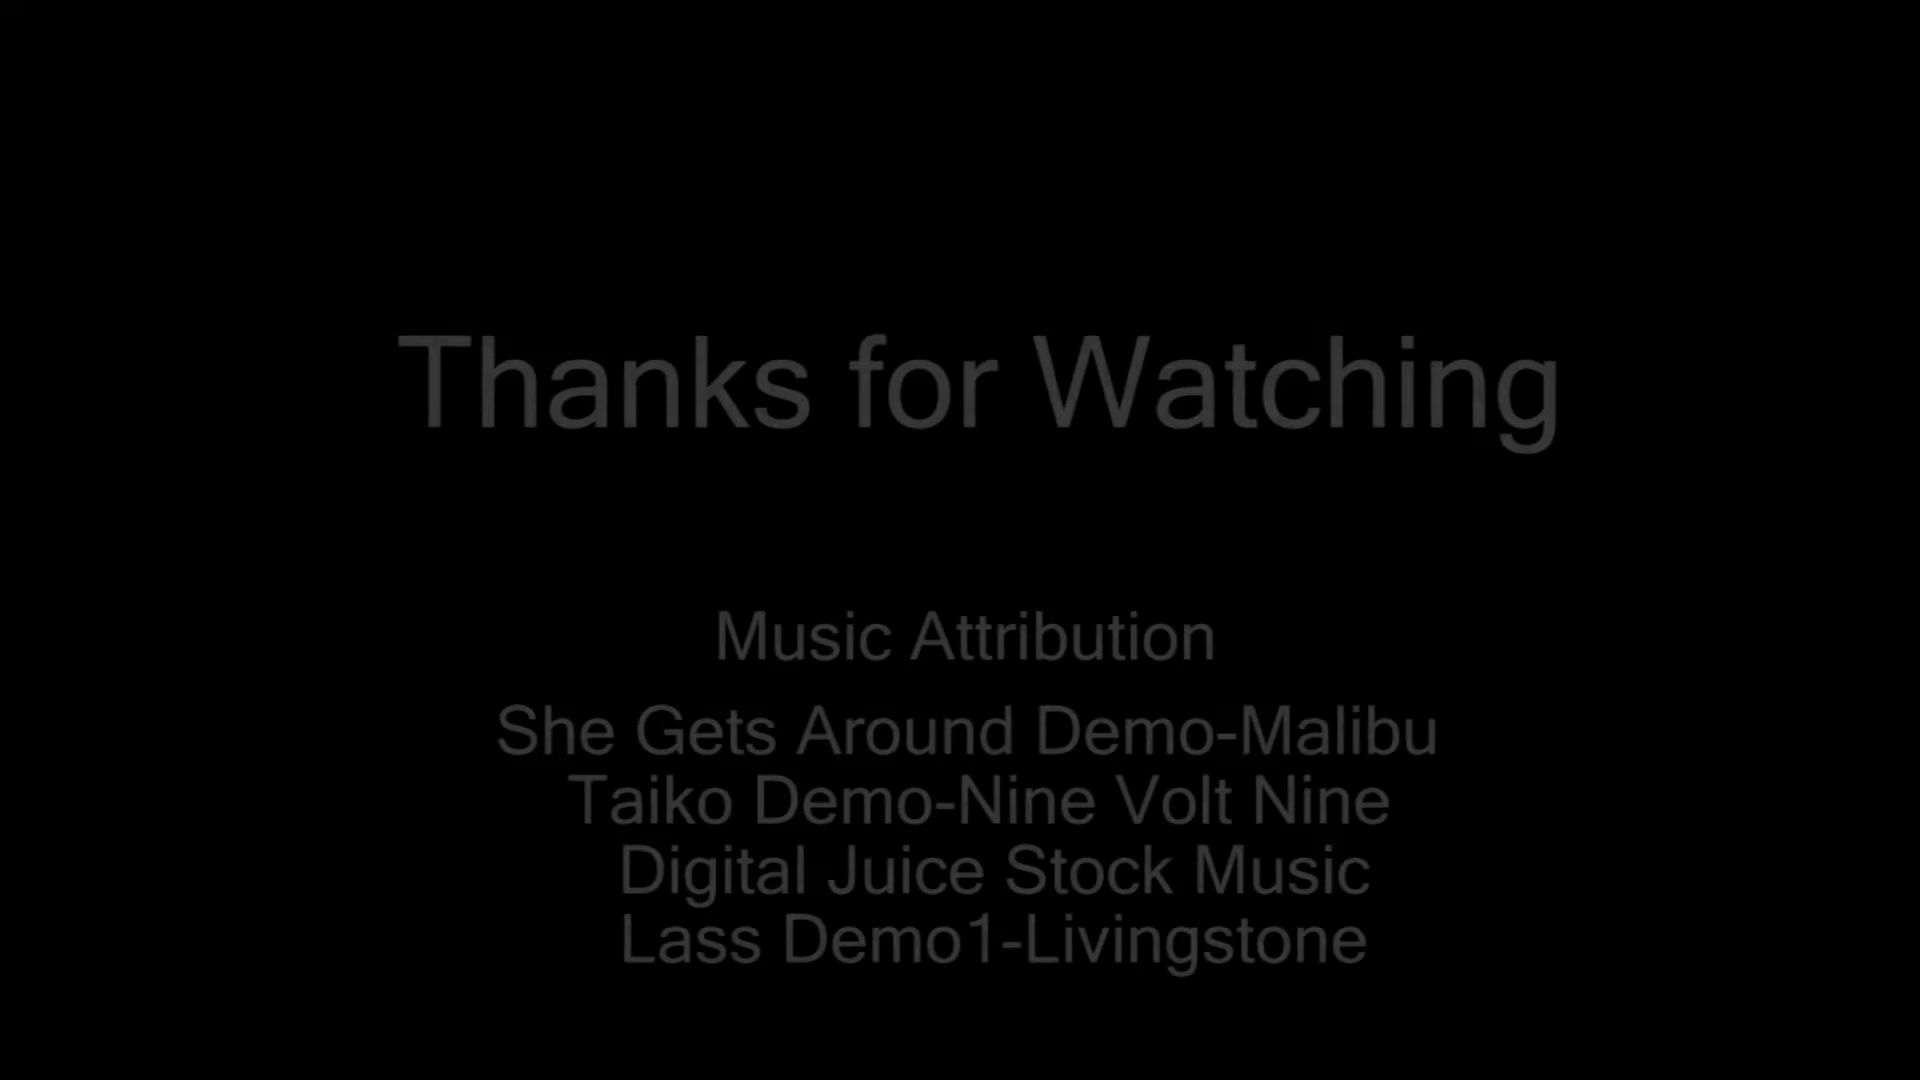 Thanks for Watching
Music Attribution
She Gets Around Demo-Malibu
Taiko Demo-Nine Volt Nine
Digital Juice Stock Music
Lass Demo1-Livingstone